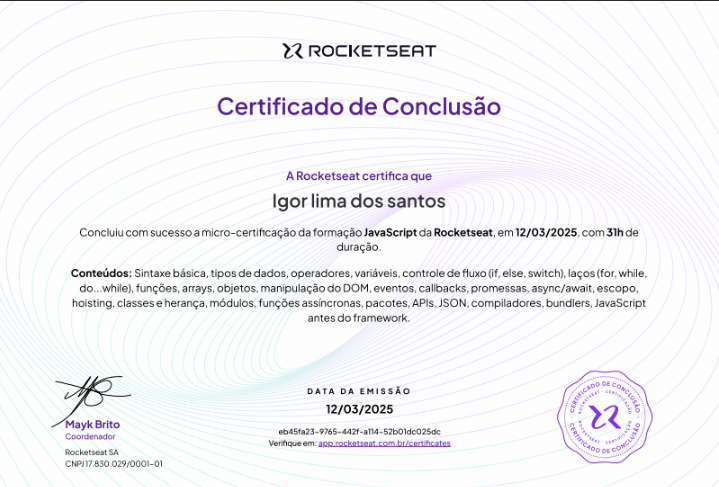 ROCKETSEAT
Certificado de Conclusão
A Rocketseat certifica que
Igor lima dos santos
Concluiu com sucesso a micro-certificação da formação JavaScript da Rocketseat, em 12/03/2025, com 31h de
duração.
Conteúdos: Sintaxe básica, tipos de dados, operadores, variáveis, controle de fluxo (if, else, switch), laços (for, while,
do...while), funções, arrays, objetos, manipulação do DOM, eventos, callbacks, promessas, async/await, escopo,
hoisting, classes e herança, módulos, funções assíncronas, pacotes, APIs, JSON, compiladores, bundlers, JavaScript
antes do framework.
Mayk Brito
Coordenador
Rocketseat SA
CNPJ 17.830.029/0001-01
DATA DA EMISSÃO
12/03/2025
eb45fa23-9765-442f-a114-52b01dc025dc
Verifique em: app.rocketseat.com.br/certificates
CERTIFICADO DE CONCLUSÃO
ROCKETSEAT · CERTIFICAÇÃO
ROCKETSEAT · CERTIFICAÇÃO
CERTIFICADO DE CONCLUSÃO